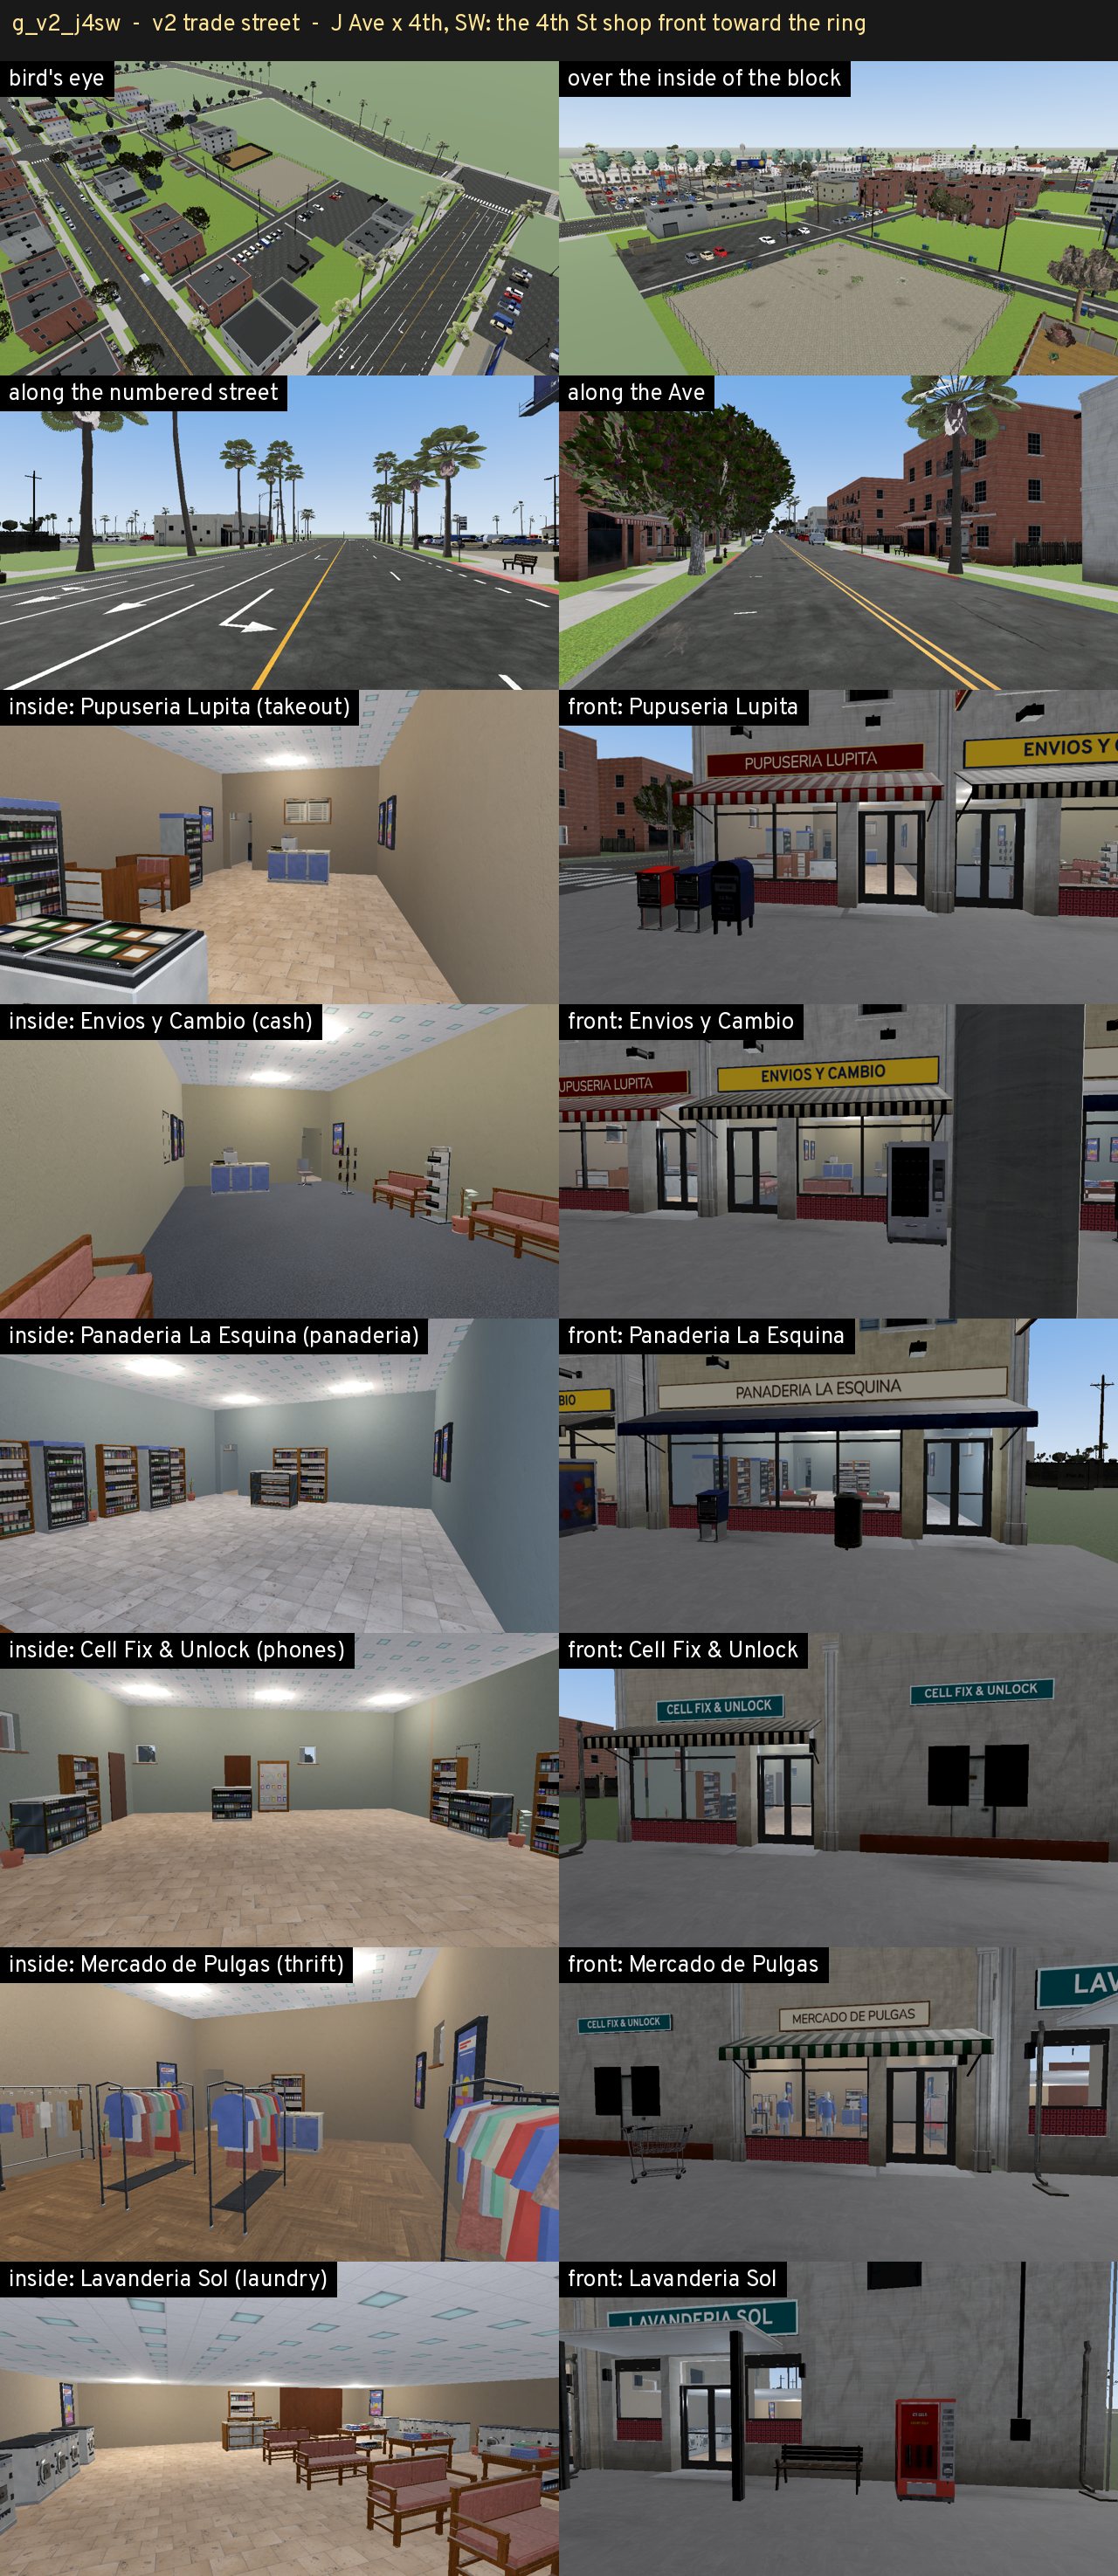 g_v2_j4sw - v2 trade street - J Ave x 4th, SW: the 4th St shop front toward the ring
bird's eye
over the inside of the block
along the numbered street
along the Ave
inside: Pupuseria Lupita (takeout)
front: Pupuseria Lupita
PUPUSERIA LUPITA
ENVIOS Y C
inside: Envios y Cambio (cash)
front: Envios y Cambio
UPUSERIA LUPITA
ENVIOS Y CAMBIO
inside: Panaderia La Esquina (panaderia)
front: Panaderia La Esquina
BIO
PANADERIA LA ESQUINA
inside: Cell Fix & Unlock (phones)
front: Cell Fix & Unlock
CELL FIX & UNLOCK
CELL FIX & UNLOCK
inside: Mercado de Pulgas (thrift)
front: Mercado de Pulgas
CELL FIX & UNLOCK
MERCADO DE PULGAS
LAV
inside: Lavanderia Sol (laundry)
front: Lavanderia Sol
LAVANDERIA SOL